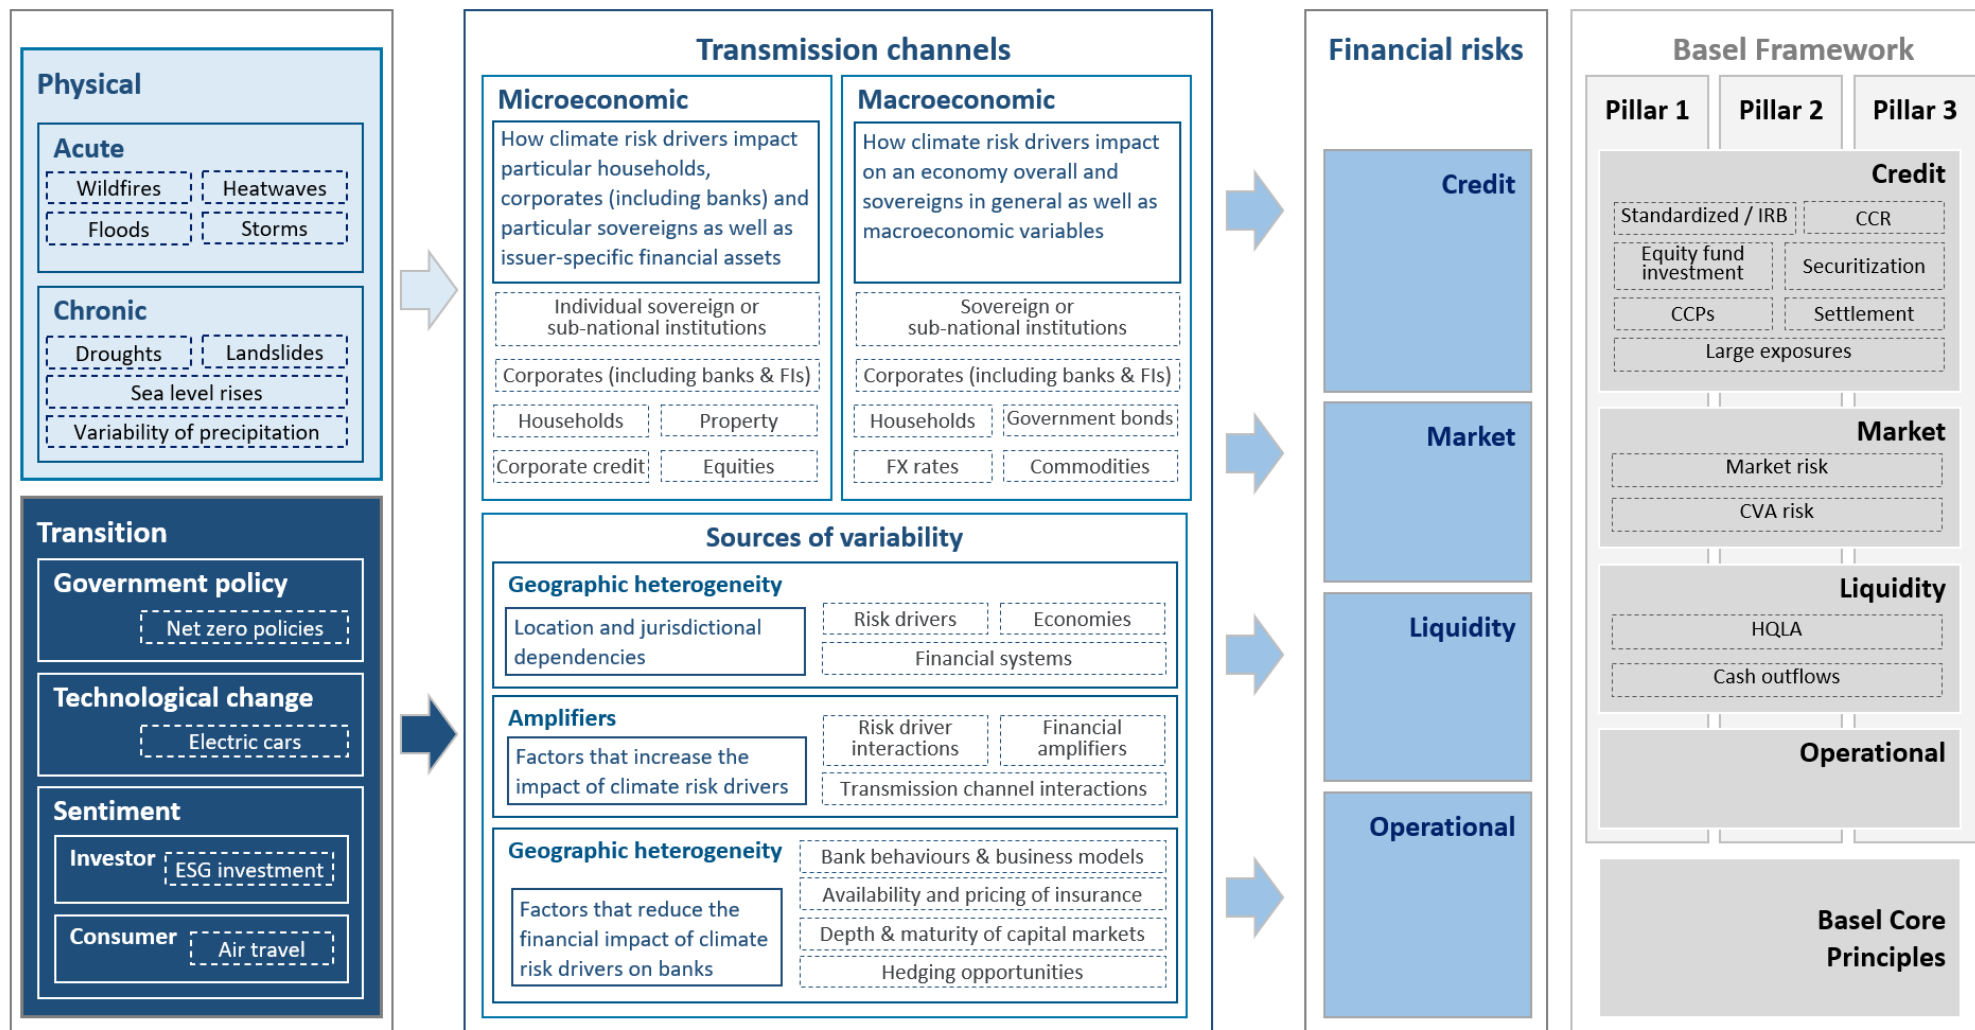 Physical
Acute
Wildfires
Heatwaves
Floods
Storms
Chronic
Droughts
Landslides
Sea level rises
Variability of precipitation
Transition
Government policy
Net zero policies
Technological change
Electric cars
Sentiment
Investor
ESG investment
Consumer
Air travel
Transmission channels
Microeconomic
How climate risk drivers impact
particular households,
corporates (including banks) and
particular sovereigns as well as
issuer-specific financial assets
Individual sovereign or
sub-national institutions
Corporates (including banks & FIs)
Households
Property
Corporate credit
Equities
Macroeconomic
How climate risk drivers impact
on an economy overall and
sovereigns in general as well as
macroeconomic variables
Sovereign or
sub-national institutions
Corporates (including banks & FIs)
Households
Government bonds
FX rates
Commodities
Sources of variability
Geographic heterogeneity
Location and jurisdictional
dependencies
Risk drivers
Economies
Financial systems
Amplifiers
Factors that increase the
impact of climate risk drivers
Risk driver
interactions
Financial
amplifiers
Transmission channel interactions
Geographic heterogeneity
Factors that reduce the
financial impact of climate
risk drivers on banks
Bank behaviours & business models
Availability and pricing of insurance
Depth & maturity of capital markets
Hedging opportunities
Financial risks
Credit
Market
Liquidity
Operational
Basel Framework
Pillar 1
Pillar 2
Pillar 3
Credit
Standardized / IRB
CCR
Equity fund
investment
Securitization
CCPs
Settlement
Large exposures
Market
Market risk
CVA risk
Liquidity
HQLA
Cash outflows
Operational
Basel Core
Principles